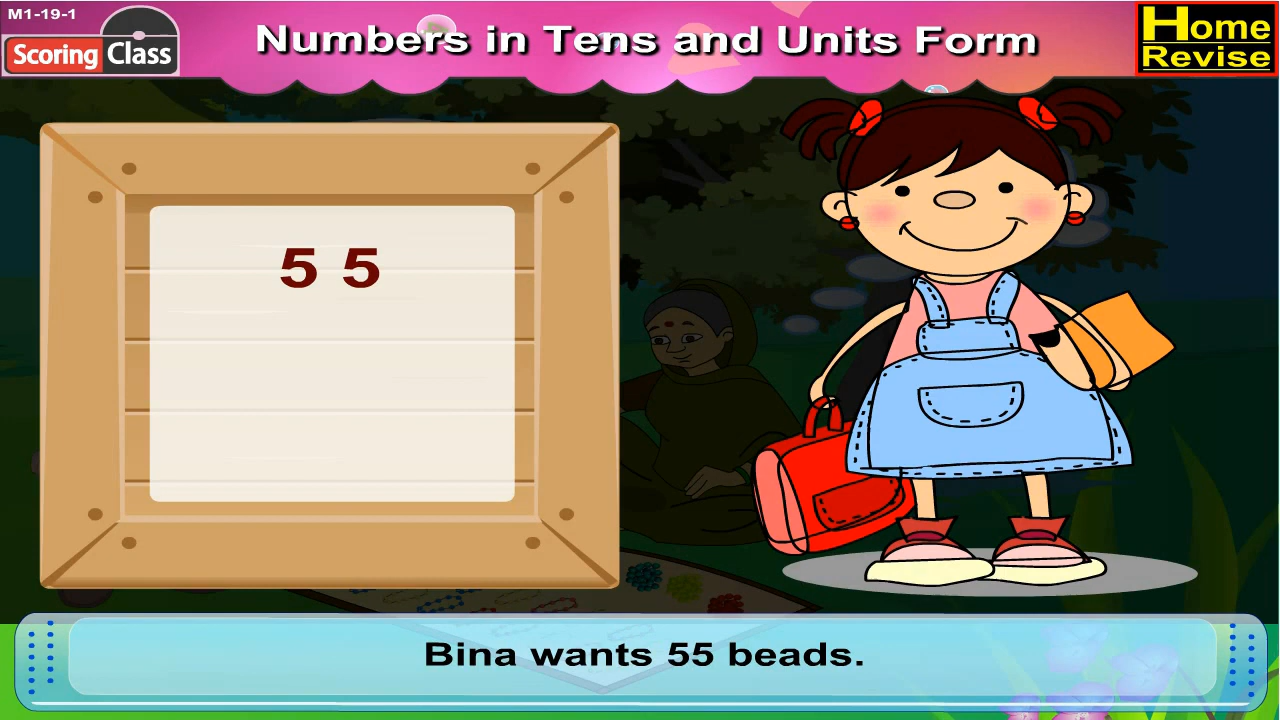 M1-19-1
Scoring Class
Numbers in Tens and Units Form
Home
Revise
5 5
Bina wants 55 beads.